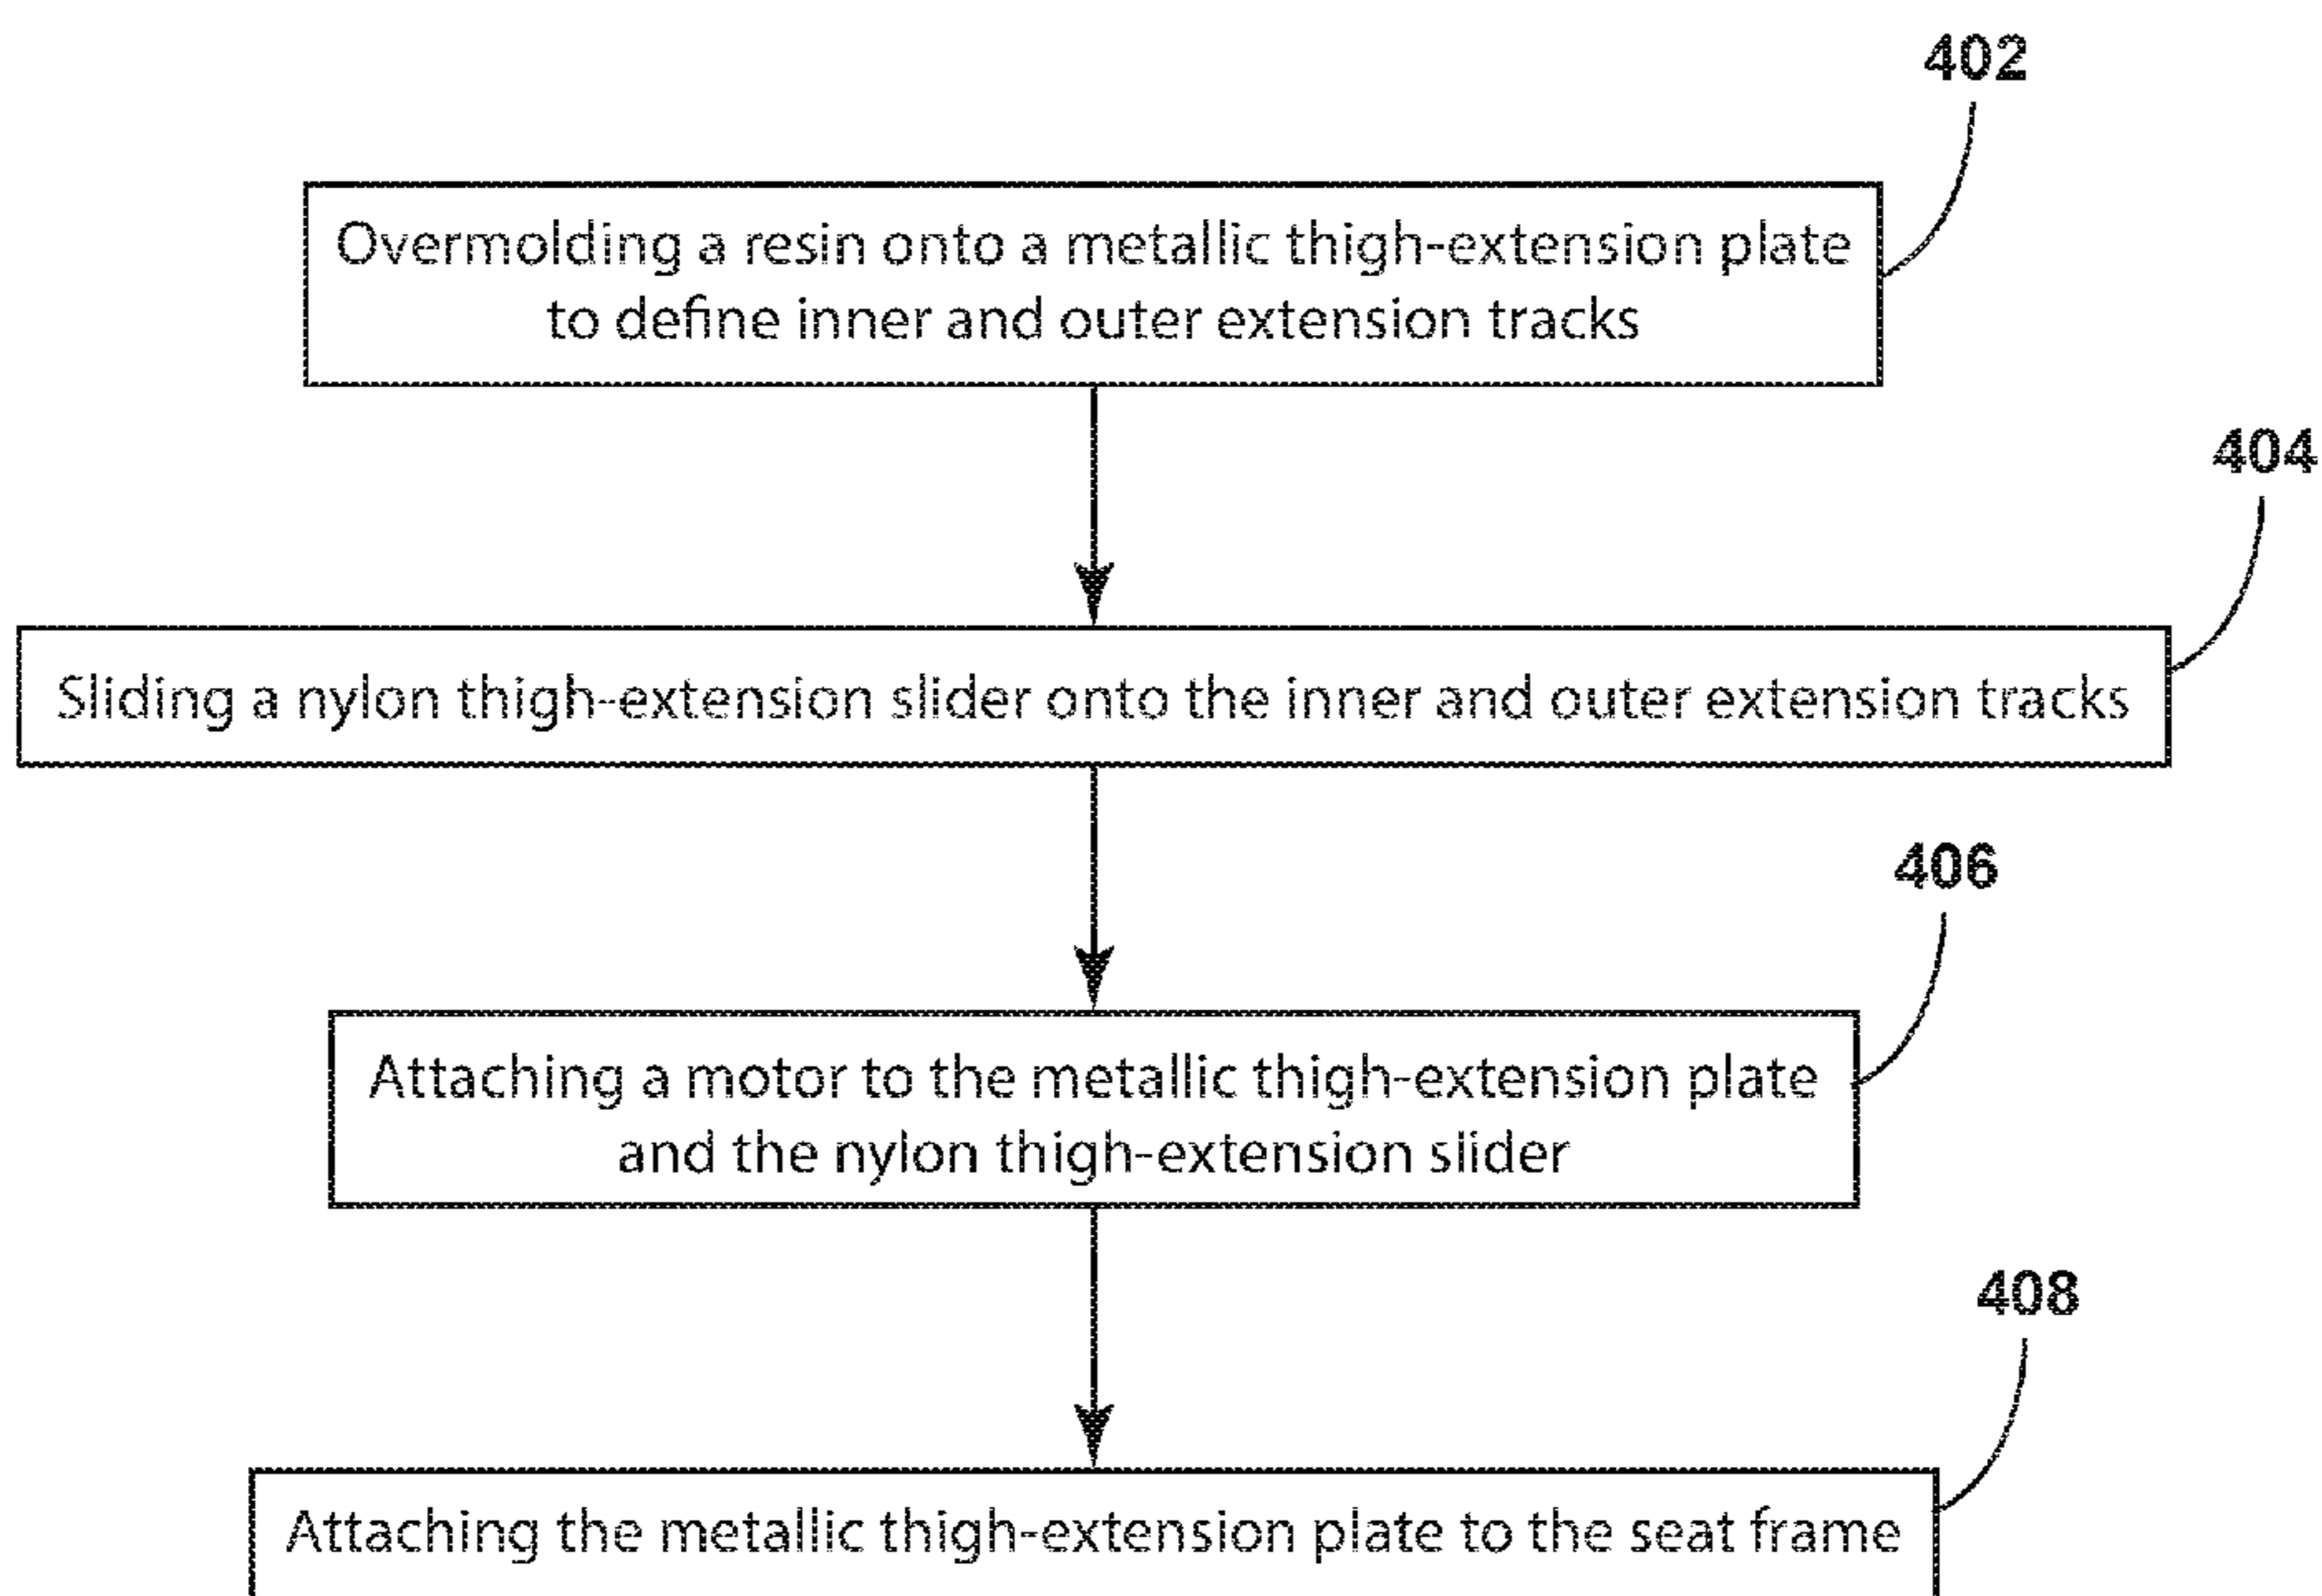 402
Overmolding a resin onto a metallic thigh-extension plate
to define inner and outer extension tracks
404
Sliding a nylon thigh-extension slider onto the inner and outer extension tracks
406
Attaching a motor to the metallic thigh-extension plate
and the nylon thigh-extension slider
408
Attaching the metallic thigh-extension plate to the seat frame